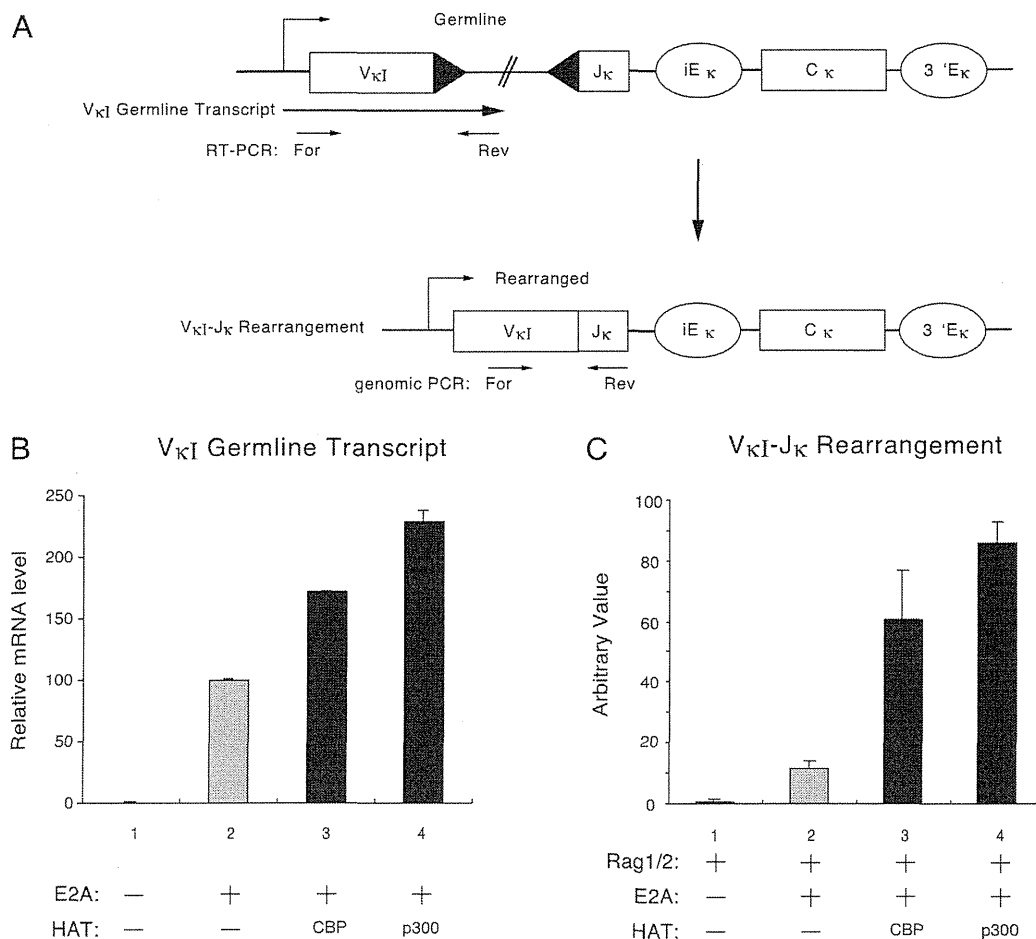 A
Germline
VκI
Jκ
iE κ
C κ
3 'Eκ
VκI Germline Transcript
RT-PCR: For Rev
Rearranged
VκI-Jκ Rearrangement
VκI
Jκ
iE κ
C κ
3 'Eκ
genomic PCR: For Rev
B
VκI Germline Transcript
Relative mRNA level
250
200
150
100
50
0
1 2 3 4
E2A: — + + +
HAT: — — CBP p300
C
VκI-Jκ Rearrangement
Arbitrary Value
100
80
60
40
20
0
1 2 3 4
Rag1/2: + + + +
E2A: — + + +
HAT: — — CBP p300